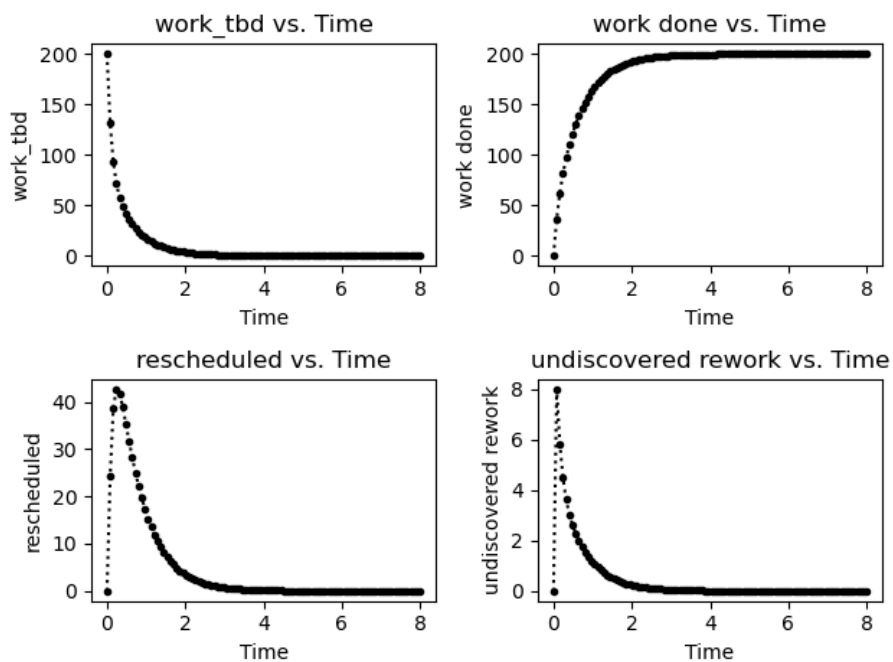 work_tbd vs. Time
work_tbd
200
150
100
50
0
0 2 4 6 8
Time
work done vs. Time
work done
200
150
100
50
0
0 2 4 6 8
Time
rescheduled vs. Time
rescheduled
40
30
20
10
0
0 2 4 6 8
Time
undiscovered rework vs. Time
undiscovered rework
8
6
4
2
0
0 2 4 6 8
Time